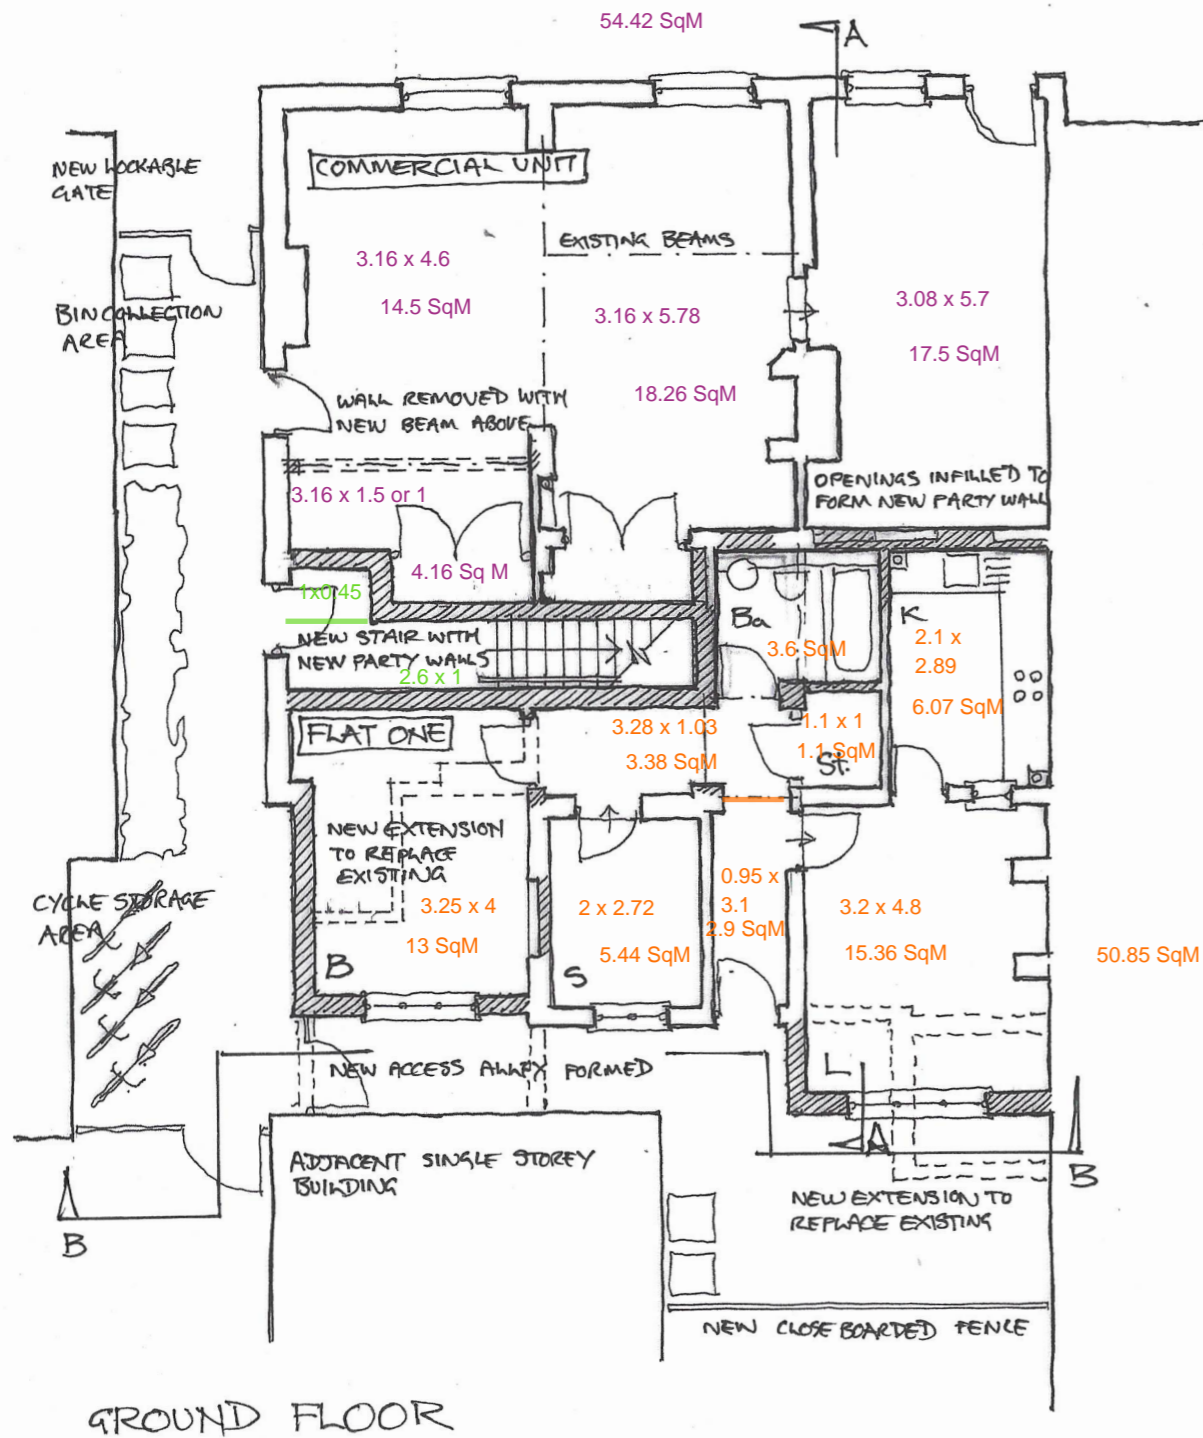 54.42 SqM
A
NEW LOCKABLE
GATE
COMMERCIAL UNIT
EXISTING BEAMS
3.16 x 4.6
14.5 SqM
3.16 x 5.78
18.26 SqM
3.08 x 5.7
17.5 SqM
BIN COLLECTION
AREA
WALL REMOVED WITH
NEW BEAM ABOVE
3.16 x 1.5 or 1
4.16 Sq M
OPENINGS INFILLED TO
FORM NEW PARTY WALL
1x0.45
NEW STAIR WITH
NEW PARTY WALLS
2.6 x 1
Ba
3.6 SqM
K
2.1 x
2.89
6.07 SqM
FLAT ONE
3.28 x 1.03
3.38 SqM
1.1 x 1
1.1 SqM
St.
NEW EXTENSION
TO REPLACE
EXISTING
3.25 x 4
13 SqM
B
2 x 2.72
5.44 SqM
S
0.95 x
3.1
2.9 SqM
3.2 x 4.8
15.36 SqM
L
50.85 SqM
CYCLE STORAGE
AREA
NEW ACCESS ALLEY FORMED
A
B
ADJACENT SINGLE STOREY
BUILDING
B
NEW EXTENSION TO
REPLACE EXISTING
NEW CLOSE BOARDED FENCE
GROUND FLOOR